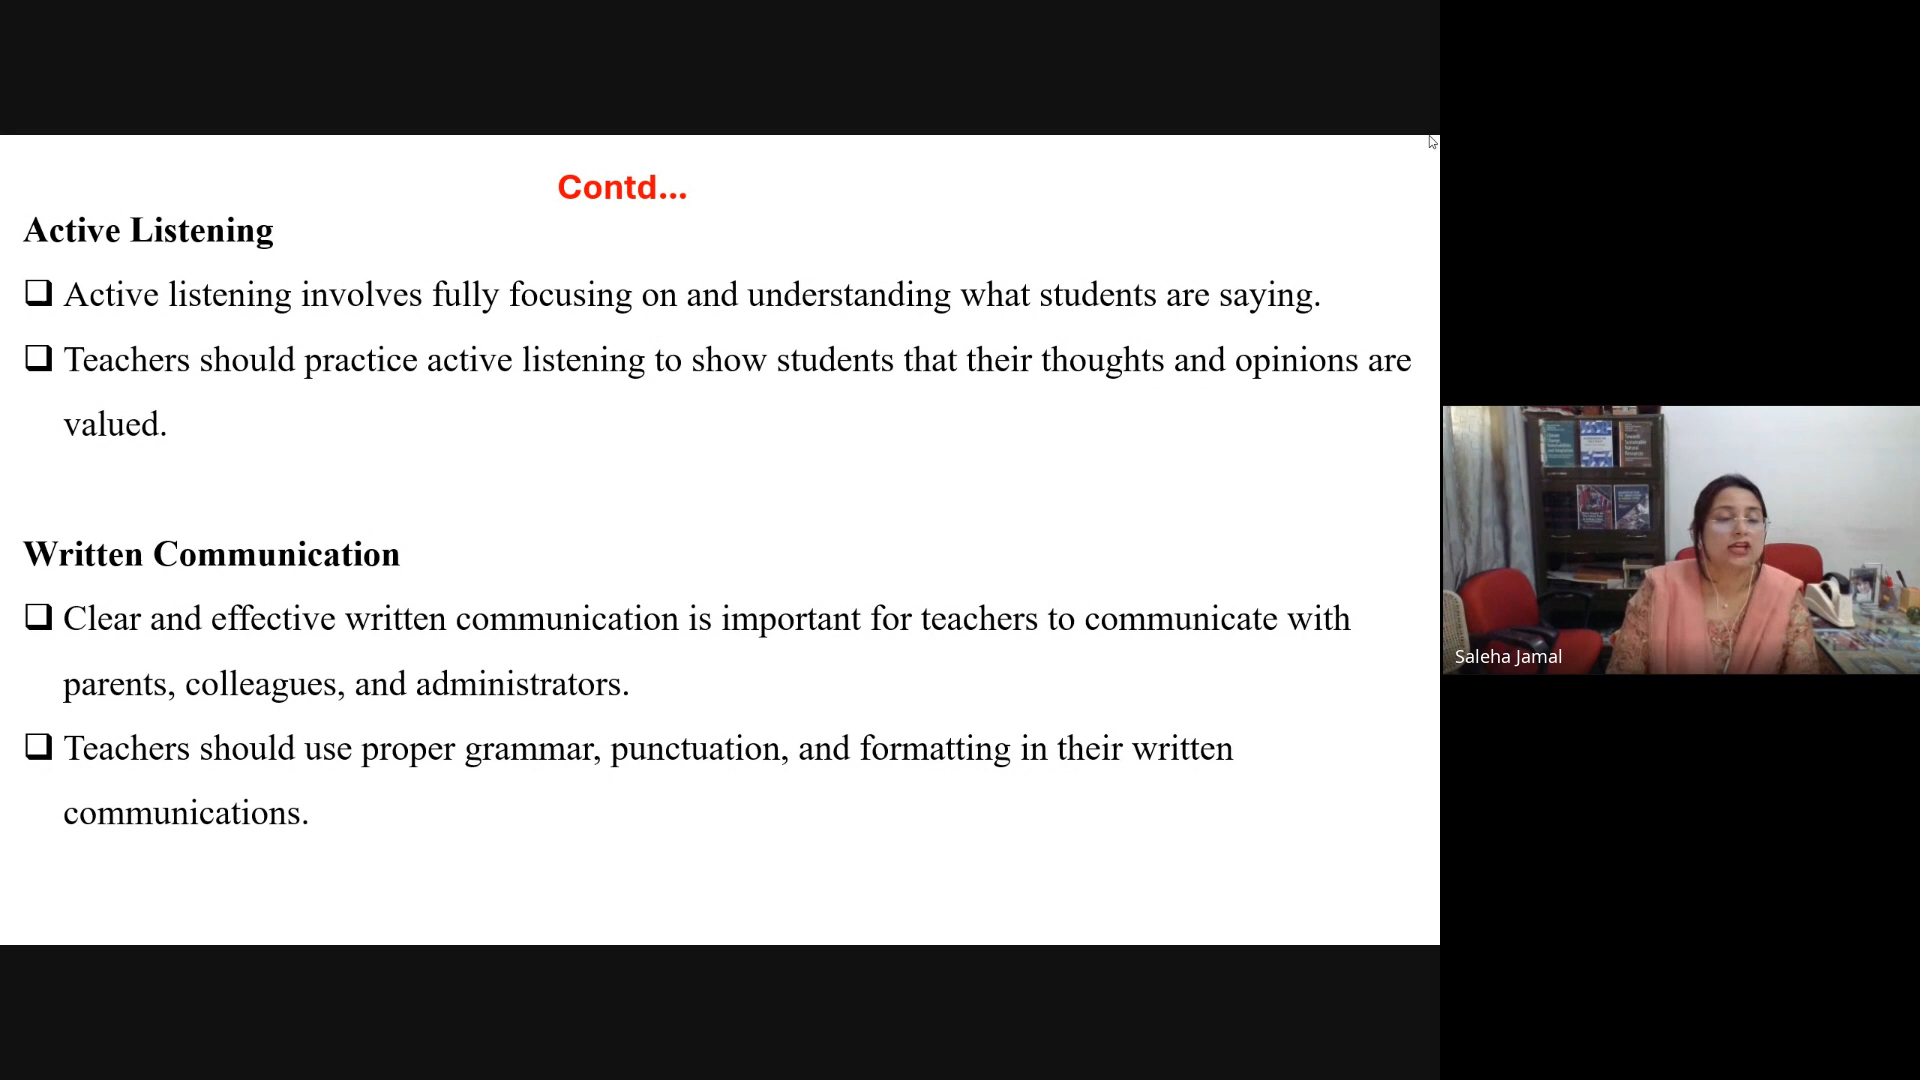 Contd...
Active Listening
❑ Active listening involves fully focusing on and understanding what students are saying.
❑ Teachers should practice active listening to show students that their thoughts and opinions are
valued.
Written Communication
❑ Clear and effective written communication is important for teachers to communicate with
parents, colleagues, and administrators.
❑ Teachers should use proper grammar, punctuation, and formatting in their written
communications.
Saleha Jamal